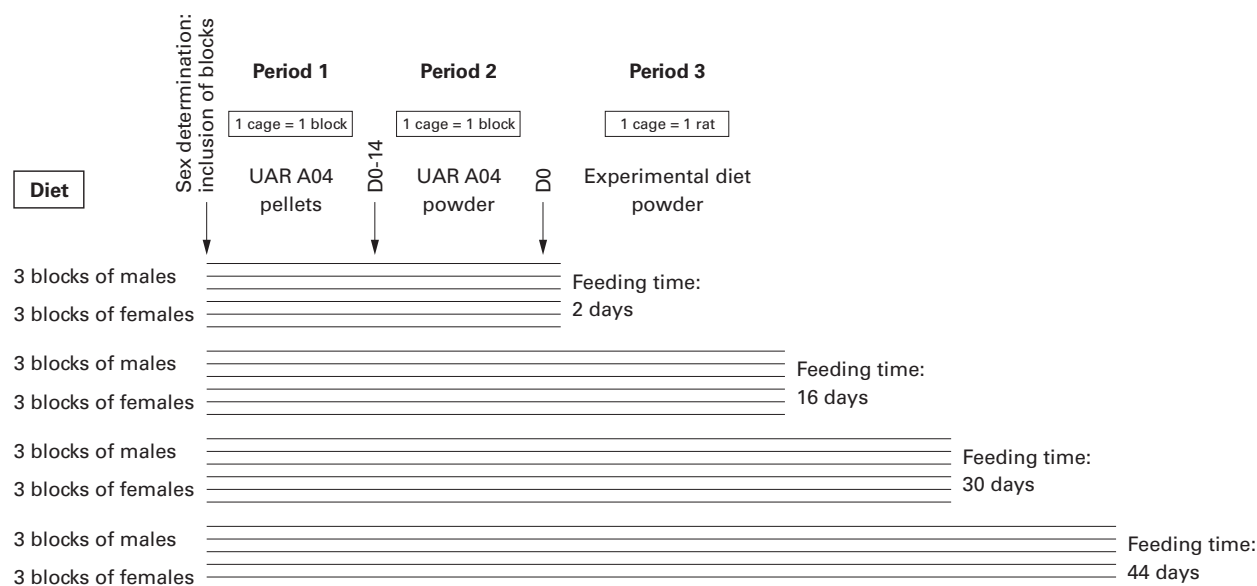 Sex determination:
inclusion of blocks
Period 1
Period 2
Period 3
1 cage = 1 block
1 cage = 1 block
1 cage = 1 rat
Diet
UAR A04
pellets
D0-14
UAR A04
powder
D0
Experimental diet
powder
3 blocks of males
3 blocks of females
Feeding time:
2 days
3 blocks of males
3 blocks of females
Feeding time:
16 days
3 blocks of males
3 blocks of females
Feeding time:
30 days
3 blocks of males
3 blocks of females
Feeding time:
44 days